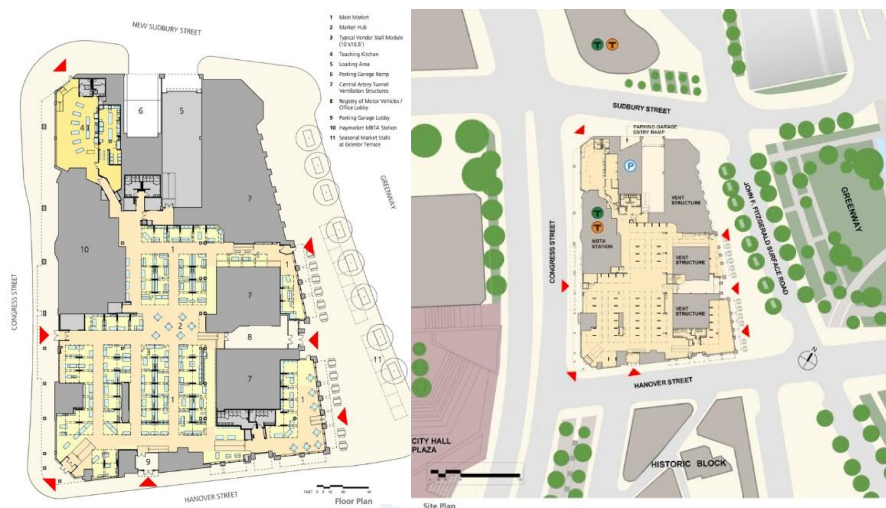 NEW SUDBURY STREET
1 Main Market
2 Market Hub
3 Typical Vendor Stall Module
(10'x10.5')
4 Teaching Kitchen
5 Loading Area
6 Parking Garage Ramp
7 Central Artery Tunnel
Ventilation Structures
8 Registry of Motor Vehicles /
Office Lobby
9 Parking Garage Lobby
10 Haymarket MBTA Station
11 Seasonal Market Stalls
at Exterior Terrace
4
6
5
7
GREENWAY
10
1
1
7
CONGRESS STREET
2
8
3
11
7
1
1
9
HANOVER STREET
Floor Plan
T T
SUDBURY STREET
PARKING GARAGE
ENTRY RAMP
P
VENT
STRUCTURE
T
T
MBTA
STATION
CONGRESS STREET
VENT
STRUCTURE
VENT
STRUCTURE
JOHN F. FITZGERALD SURFACE ROAD
GREENWAY
N
HANOVER STREET
CITY HALL
PLAZA
HISTORIC BLOCK
Site Plan